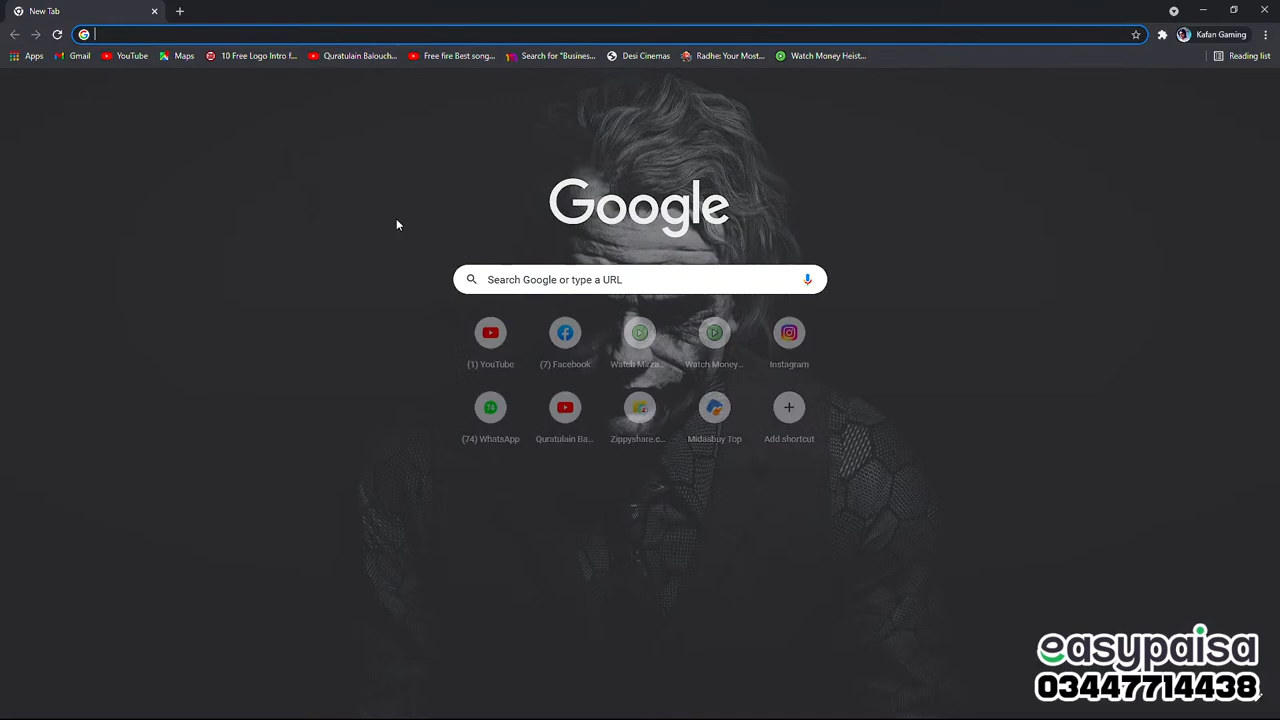 New Tab
Kafan Gaming
Apps
Gmail
YouTube
Maps
10 Free Logo Intro f...
Quratulain Balouch...
Free fire Best song...
Search for "Busines...
Desi Cinemas
Radhe: Your Most...
Watch Money Heist...
Reading list
Google
Search Google or type a URL
(1) YouTube
(7) Facebook
Watch Mirza...
Watch Money...
Instagram
74
(74) WhatsApp
Quratulain Ba...
Zippyshare.c...
Midasbuy Top
Add shortcut
easypaisa
03447714438